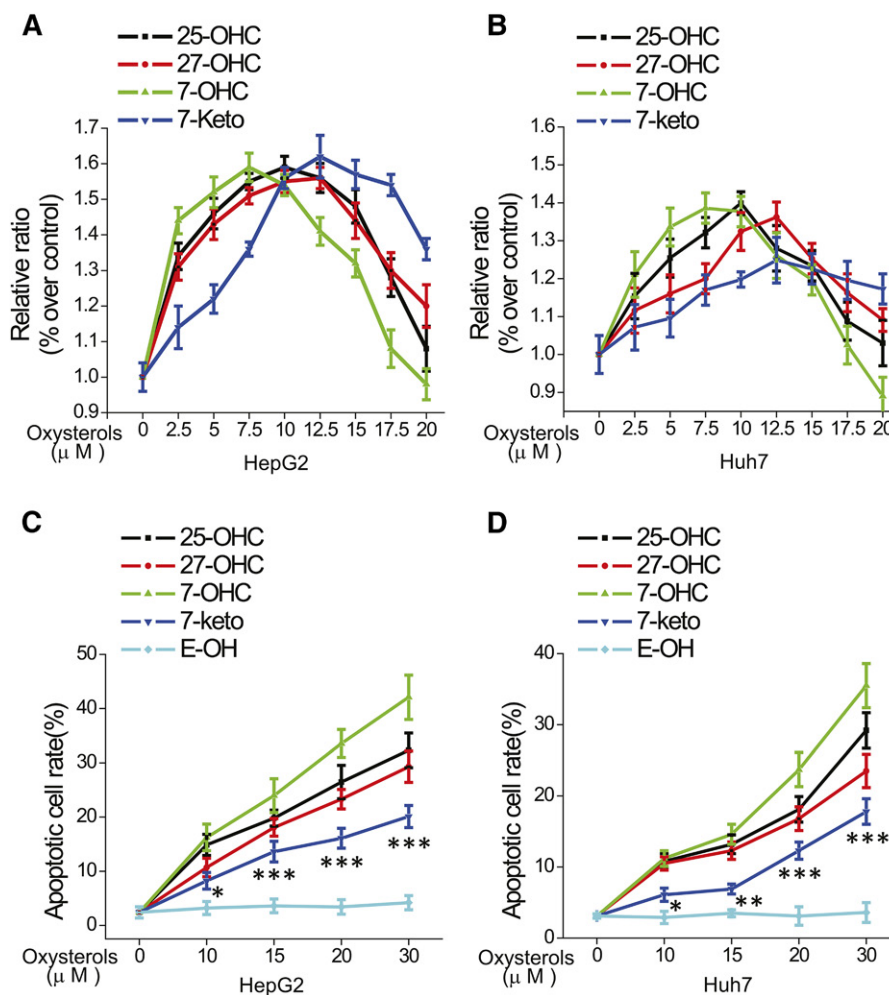 A
25-OHC
27-OHC
7-OHC
7-Keto
Relative ratio
(% over control)
1.7
1.6
1.5
1.4
1.3
1.2
1.1
1.0
0.9
Oxysterols
(μ M)
0 2.5 5 7.5 10 12.5 15 17.5 20
HepG2
B
25-OHC
27-OHC
7-OHC
7-keto
Relative ratio
(% over control)
1.6
1.5
1.4
1.3
1.2
1.1
1.0
0.9
Oxysterols
(μ M)
0 2.5 5 7.5 10 12.5 15 17.5 20
Huh7
C
25-OHC
27-OHC
7-OHC
7-keto
E-OH
Apoptotic cell rate(%)
50
40
30
20
10
0
* *** *** ***
Oxysterols
(μ M)
0 10 15 20 30
HepG2
D
25-OHC
27-OHC
7-OHC
7-keto
E-OH
Apoptotic cell rate(%)
40
30
20
10
0
* ** *** ***
Oxysterols
(μ M)
0 10 15 20 30
Huh7